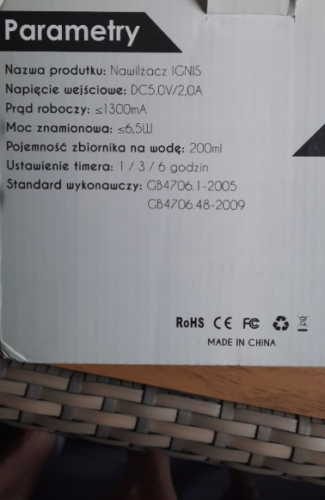 Parametry
Nazwa produtku: Nawilżacz IGNIS
Napięcie wejściowe: DC5.0V/2,0A
Prąd roboczy: ≤1300mA
Moc znamionowa: ≤6,5W
Pojemność zbiornika na wodę: 200ml
Ustawienie timera: 1 / 3 / 6 godzin
Standard wykonawczy: GB4706.1-2005
GB4706.48-2009
RoHS CE FC
MADE IN CHINA